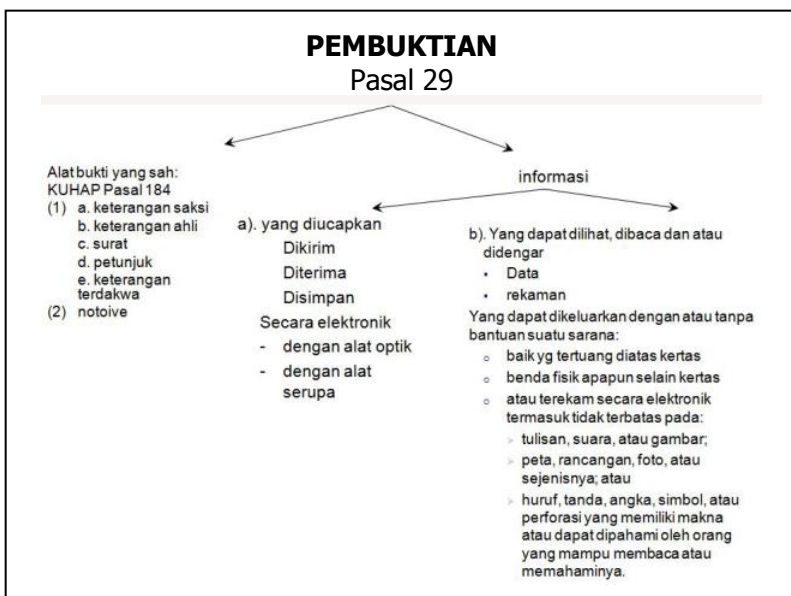 PEMBUKTIAN
Pasal 29
Alat bukti yang sah:
KUHAP Pasal 184
(1) a. keterangan saksi
b. keterangan ahli
c. surat
d. petunjuk
e. keterangan
terdakwa
(2) notoive
informasi
a). yang diucapkan
Dikirim
Diterima
Disimpan
Secara elektronik
- dengan alat optik
- dengan alat
serupa
b). Yang dapat dilihat, dibaca dan atau
didengar
• Data
• rekaman
Yang dapat dikeluarkan dengan atau tanpa
bantuan suatu sarana:
o baik yg tertuang diatas kertas
o benda fisik apapun selain kertas
o atau terekam secara elektronik
termasuk tidak terbatas pada:
➢ tulisan, suara, atau gambar;
➢ peta, rancangan, foto, atau
sejenisnya; atau
➢ huruf, tanda, angka, simbol, atau
perforasi yang memiliki makna
atau dapat dipahami oleh orang
yang mampu membaca atau
memahaminya.